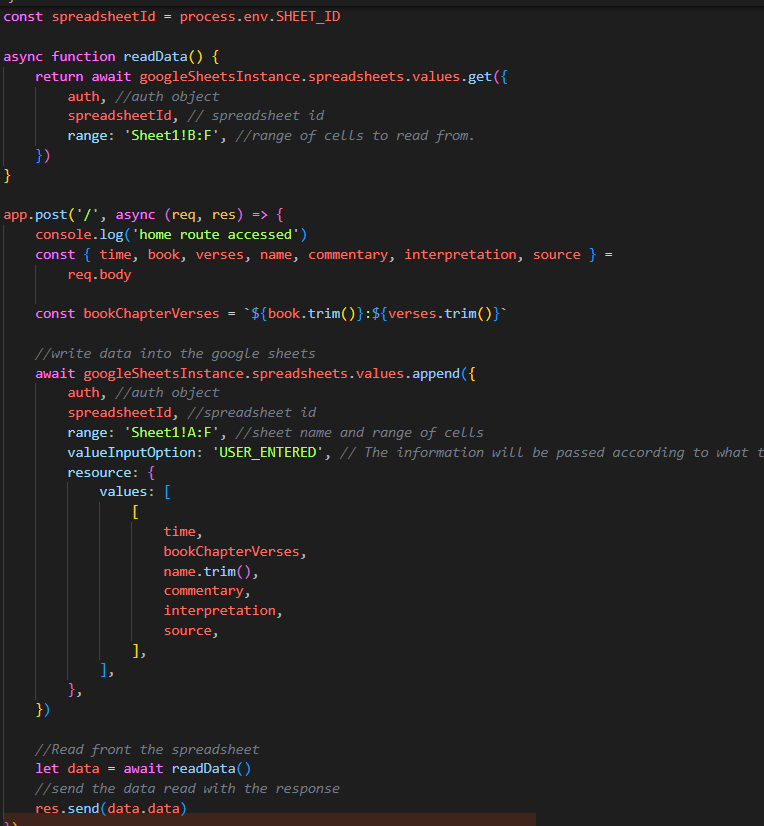 const spreadsheetId = process.env.SHEET_ID
async function readData() {
return await googleSheetsInstance.spreadsheets.values.get({
auth, //auth object
spreadsheetId, // spreadsheet id
range: 'Sheet1!B:F', //range of cells to read from.
})
}
app.post('/', async (req, res) => {
console.log('home route accessed')
const { time, book, verses, name, commentary, interpretation, source } =
req.body
const bookChapterVerses = `${book.trim()}:${verses.trim()}`
//write data into the google sheets
await googleSheetsInstance.spreadsheets.values.append({
auth, //auth object
spreadsheetId, //spreadsheet id
range: 'Sheet1!A:F', //sheet name and range of cells
valueInputOption: 'USER_ENTERED', // The information will be passed according to what t
resource: {
values: [
[
time,
bookChapterVerses,
name.trim(),
commentary,
interpretation,
source,
],
],
},
})
//Read front the spreadsheet
let data = await readData()
//send the data read with the response
res.send(data.data)
})